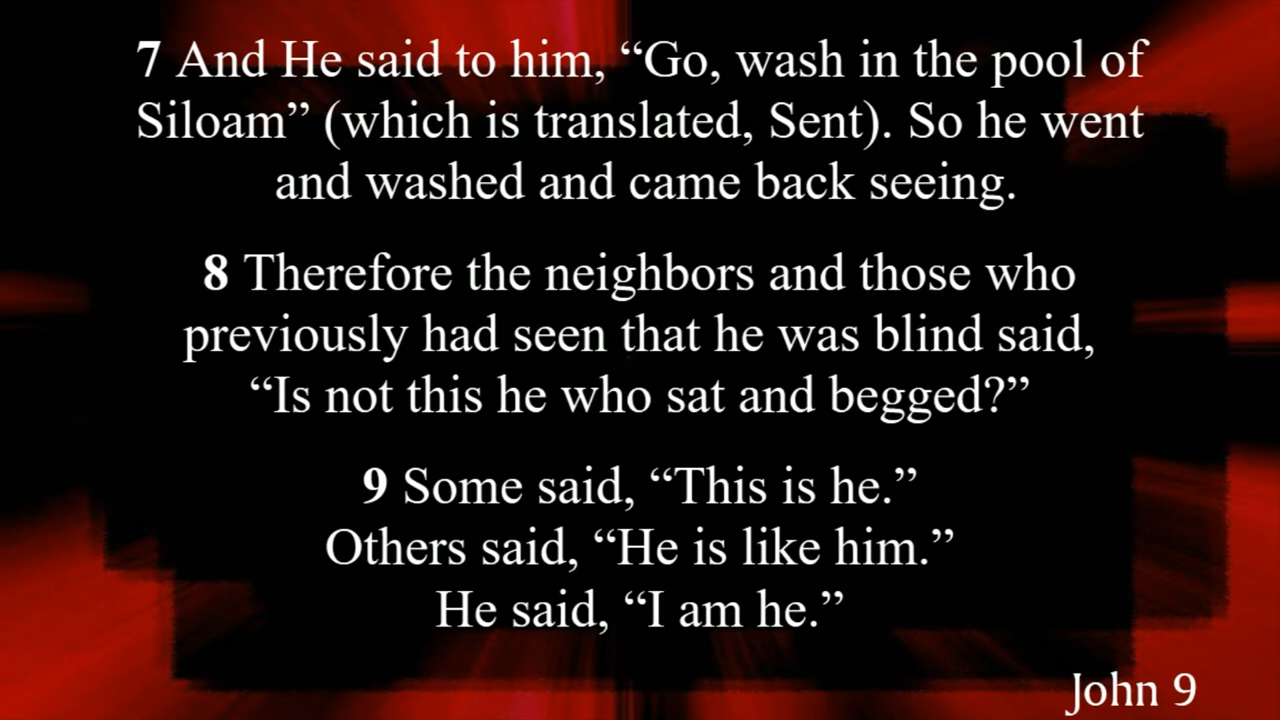 7 And He said to him, “Go, wash in the pool of
Siloam” (which is translated, Sent). So he went
and washed and came back seeing.
8 Therefore the neighbors and those who
previously had seen that he was blind said,
“Is not this he who sat and begged?”
9 Some said, “This is he.”
Others said, “He is like him.”
He said, “I am he.”
John 9